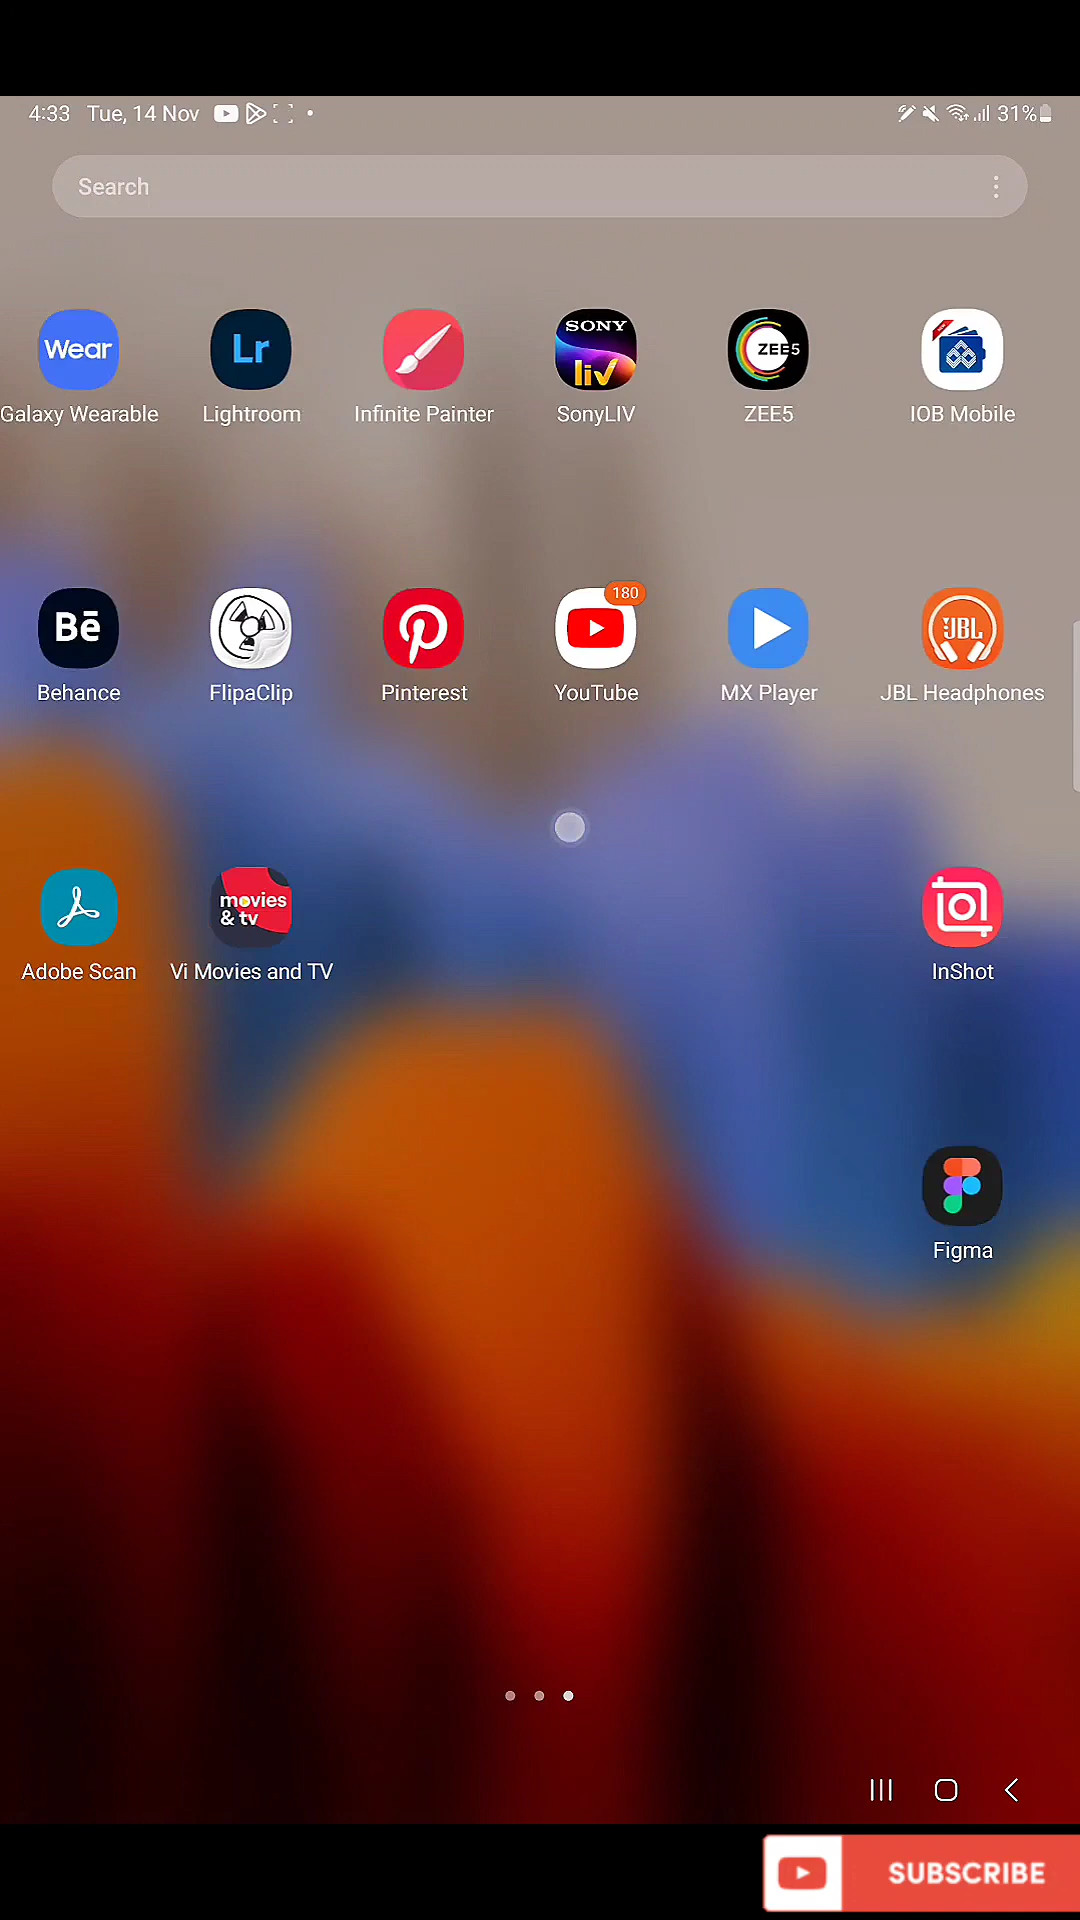 4:33 Tue, 14 Nov 31%
Search
Wear Lr SONY liv ZEE5
Galaxy Wearable Lightroom Infinite Painter SonyLIV ZEE5 IOB Mobile
180
Bē JBL
Behance FlipaClip Pinterest YouTube MX Player JBL Headphones
movies
& tv
Adobe Scan Vi Movies and TV InShot
Figma
SUBSCRIBE